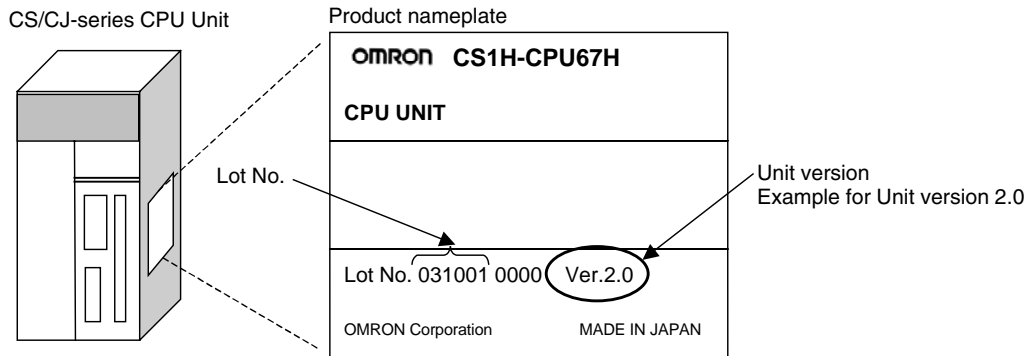 CS/CJ-series CPU Unit
Product nameplate
OMRON CS1H-CPU67H
CPU UNIT
Lot No.
Unit version
Example for Unit version 2.0
Lot No. 031001 0000 Ver.2.0
OMRON Corporation MADE IN JAPAN